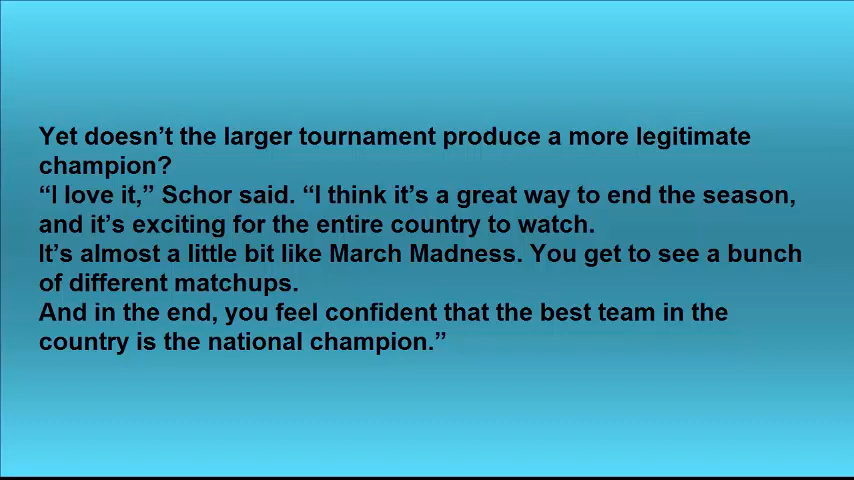 Yet doesn’t the larger tournament produce a more legitimate
champion?
“I love it,” Schor said. “I think it’s a great way to end the season,
and it’s exciting for the entire country to watch.
It’s almost a little bit like March Madness. You get to see a bunch
of different matchups.
And in the end, you feel confident that the best team in the
country is the national champion.”